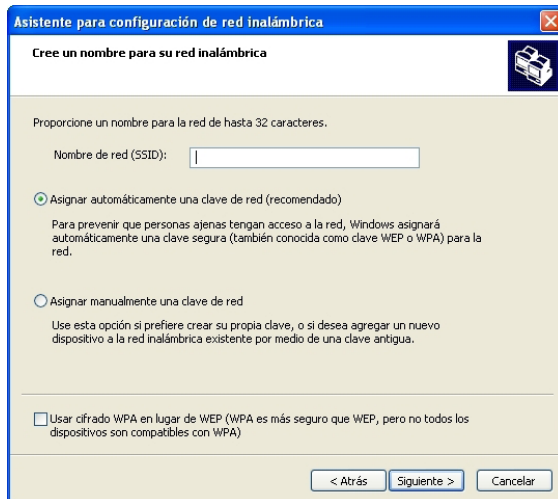 Asistente para configuración de red inalámbrica
Cree un nombre para su red inalámbrica
Proporcione un nombre para la red de hasta 32 caracteres.
Nombre de red (SSID):
Asignar automáticamente una clave de red (recomendado)
Para prevenir que personas ajenas tengan acceso a la red, Windows asignará
automáticamente una clave segura (también conocida como clave WEP o WPA) para la
red.
Asignar manualmente una clave de red
Use esta opción si prefiere crear su propia clave, o si desea agregar un nuevo
dispositivo a la red inalámbrica existente por medio de una clave antigua.
Usar cifrado WPA en lugar de WEP (WPA es más seguro que WEP, pero no todos los
dispositivos son compatibles con WPA)
< Atrás Siguiente > Cancelar